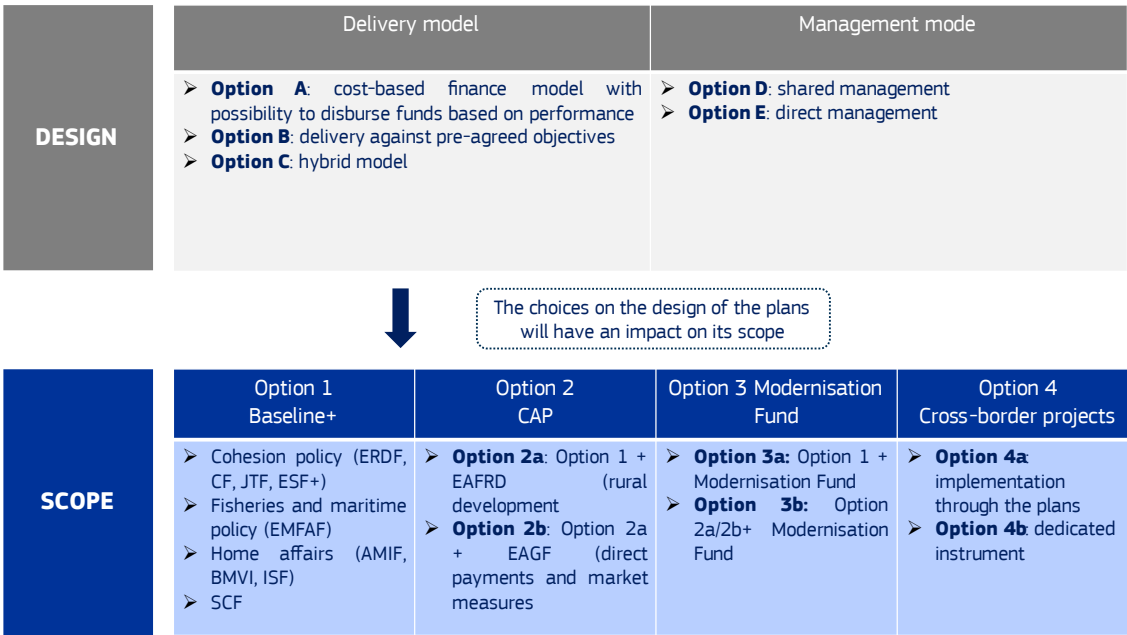 Delivery model
Management mode
DESIGN
➢ Option A: cost-based finance model with
possibility to disburse funds based on performance
➢ Option B: delivery against pre-agreed objectives
➢ Option C: hybrid model
➢ Option D: shared management
➢ Option E: direct management
The choices on the design of the plans
will have an impact on its scope
SCOPE
Option 1
Baseline+
Option 2
CAP
Option 3 Modernisation
Fund
Option 4
Cross-border projects
➢ Cohesion policy (ERDF,
CF, JTF, ESF+)
➢ Fisheries and maritime
policy (EMFAF)
➢ Home affairs (AMIF,
BMVI, ISF)
➢ SCF
➢ Option 2a: Option 1 +
EAFRD (rural
development
➢ Option 2b: Option 2a
+ EAGF (direct
payments and market
measures
➢ Option 3a: Option 1 +
Modernisation Fund
➢ Option 3b: Option
2a/2b+ Modernisation
Fund
➢ Option 4a:
implementation
through the plans
➢ Option 4b: dedicated
instrument